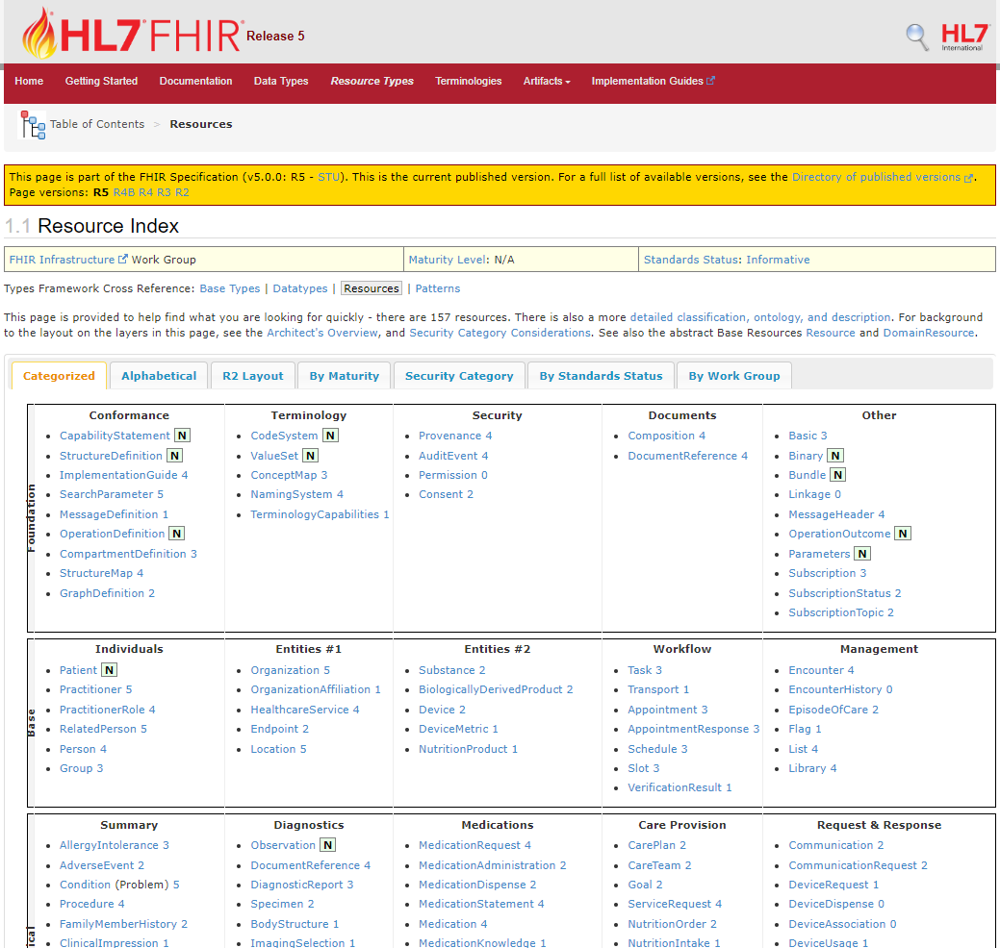 HL7 FHIR Release 5
HL7 International
Home Getting Started Documentation Data Types Resource Types Terminologies Artifacts Implementation Guides
Table of Contents > Resources
This page is part of the FHIR Specification (v5.0.0: R5 - STU). This is the current published version. For a full list of available versions, see the Directory of published versions.
Page versions: R5 R4B R4 R3 R2
1.1 Resource Index
FHIR Infrastructure Work Group Maturity Level: N/A Standards Status: Informative
Types Framework Cross Reference: Base Types | Datatypes | Resources | Patterns
This page is provided to help find what you are looking for quickly - there are 157 resources. There is also a more detailed classification, ontology, and description. For background
to the layout on the layers in this page, see the Architect's Overview, and Security Category Considerations. See also the abstract Base Resources Resource and DomainResource.
Categorized Alphabetical R2 Layout By Maturity Security Category By Standards Status By Work Group
Foundation
Conformance
CapabilityStatement N
StructureDefinition N
ImplementationGuide 4
SearchParameter 5
MessageDefinition 1
OperationDefinition N
CompartmentDefinition 3
StructureMap 4
GraphDefinition 2
Terminology
CodeSystem N
ValueSet N
ConceptMap 3
NamingSystem 4
TerminologyCapabilities 1
Security
Provenance 4
AuditEvent 4
Permission 0
Consent 2
Documents
Composition 4
DocumentReference 4
Other
Basic 3
Binary N
Bundle N
Linkage 0
MessageHeader 4
OperationOutcome N
Parameters N
Subscription 3
SubscriptionStatus 2
SubscriptionTopic 2
Base
Individuals
Patient N
Practitioner 5
PractitionerRole 4
RelatedPerson 5
Person 4
Group 3
Entities #1
Organization 5
OrganizationAffiliation 1
HealthcareService 4
Endpoint 2
Location 5
Entities #2
Substance 2
BiologicallyDerivedProduct 2
Device 2
DeviceMetric 1
NutritionProduct 1
Workflow
Task 3
Transport 1
Appointment 3
AppointmentResponse 3
Schedule 3
Slot 3
VerificationResult 1
Management
Encounter 4
EncounterHistory 0
EpisodeOfCare 2
Flag 1
List 4
Library 4
ical
Summary
AllergyIntolerance 3
AdverseEvent 2
Condition (Problem) 5
Procedure 4
FamilyMemberHistory 2
ClinicalImpression 1
Diagnostics
Observation N
DocumentReference 4
DiagnosticReport 3
Specimen 2
BodyStructure 1
ImagingSelection 1
Medications
MedicationRequest 4
MedicationAdministration 2
MedicationDispense 2
MedicationStatement 4
Medication 4
MedicationKnowledge 1
Care Provision
CarePlan 2
CareTeam 2
Goal 2
ServiceRequest 4
NutritionOrder 2
NutritionIntake 1
Request & Response
Communication 2
CommunicationRequest 2
DeviceRequest 1
DeviceDispense 0
DeviceAssociation 0
DeviceUsage 1